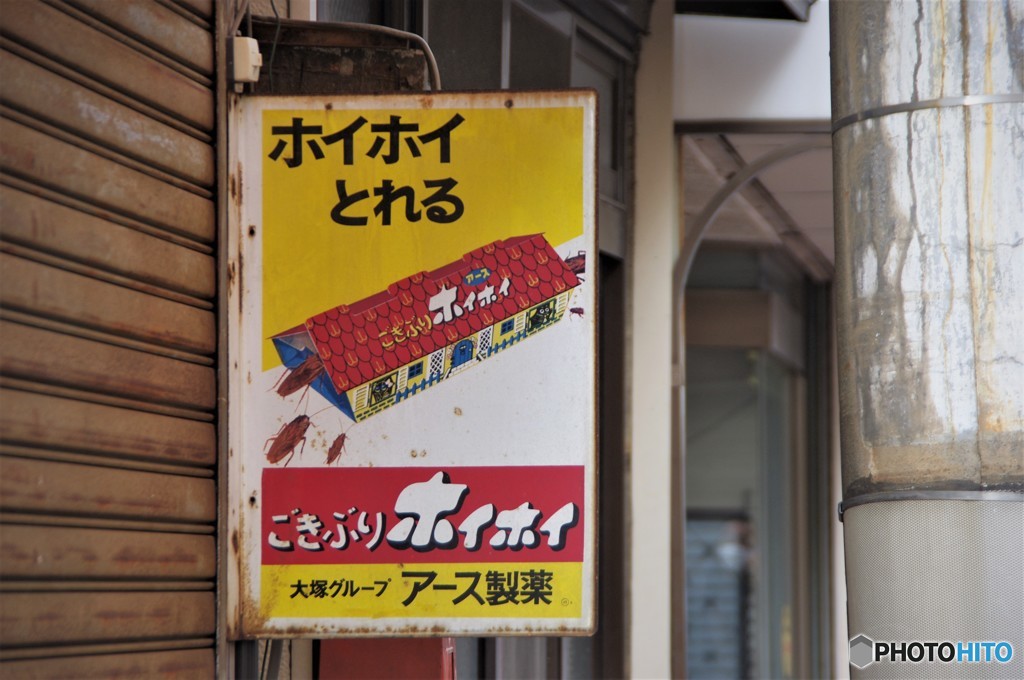 ホイホイ
とれる
アース
ごきぶりホイホイ
ごきぶりホイホイ
大塚グループ アース製薬
PHOTOHITO